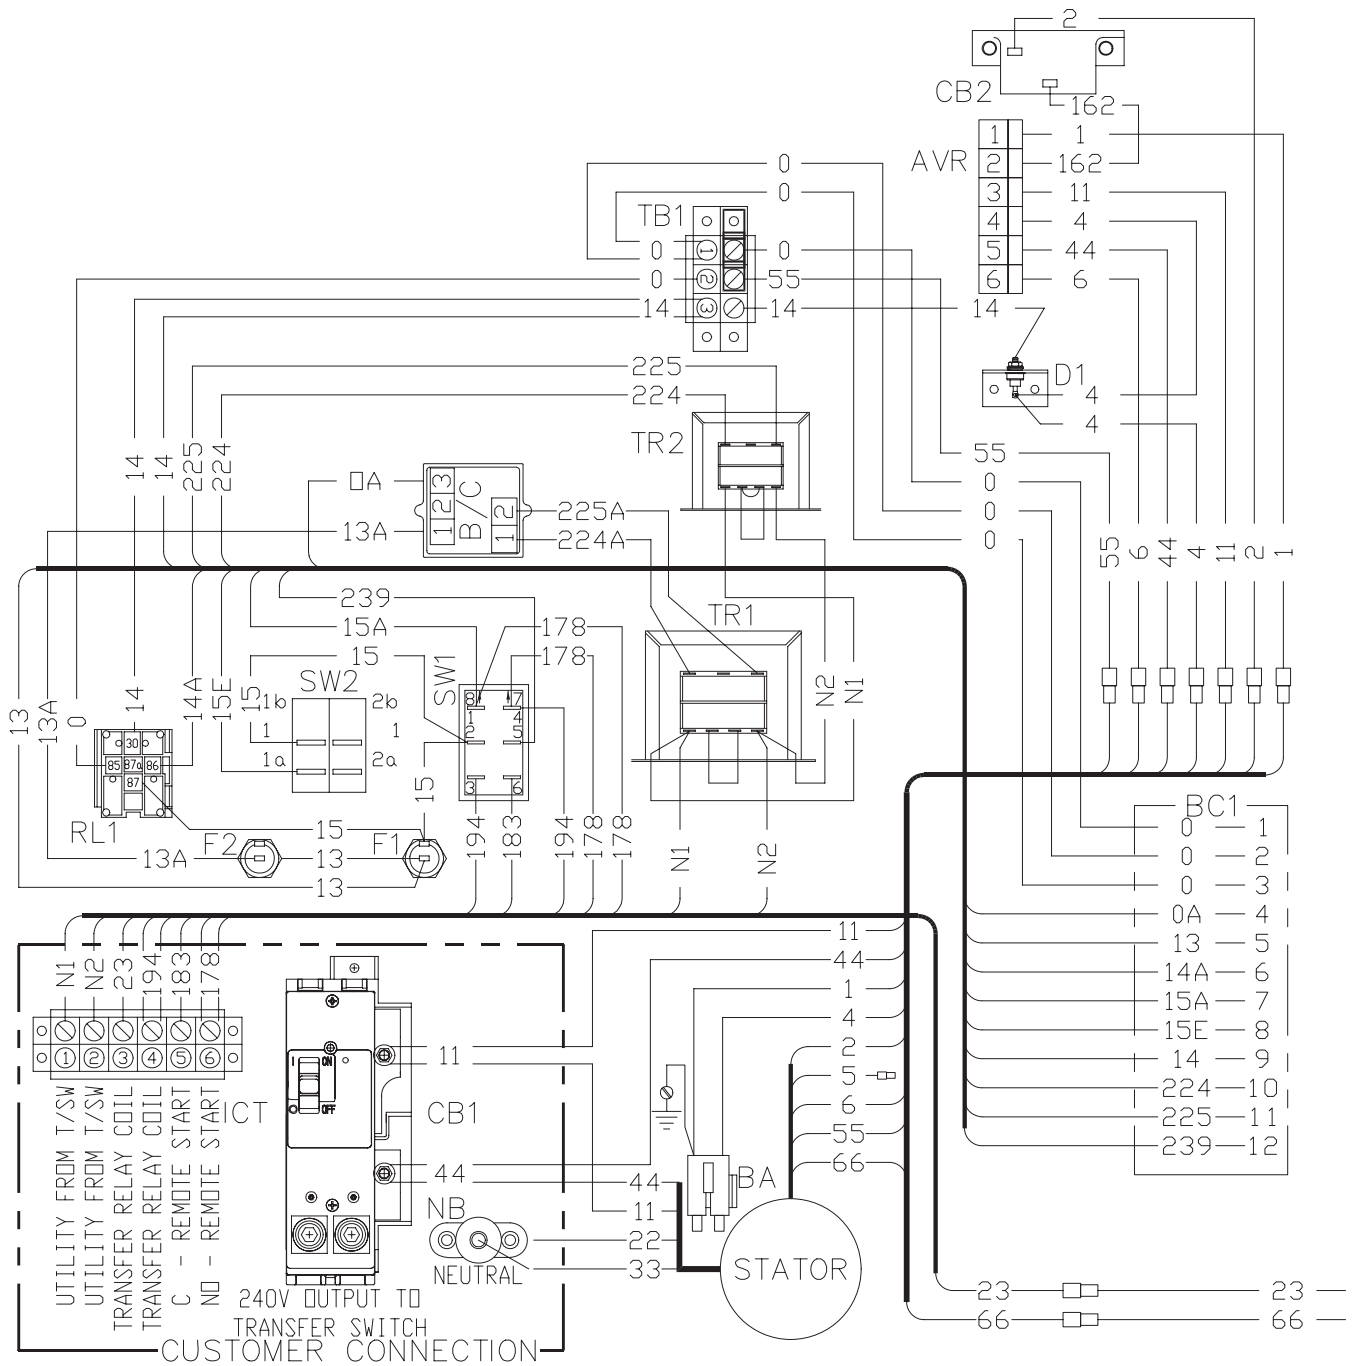 2
CB2
162
AVR
1 1
2 162
3 11
4 4
5 44
6 6
0
0
TB1
0 1 0
0 2 55
14 3 14
14
D1
4
4
225
224
TR2
55
0
0
0
14
14
225
224
0A
13A
3
2
1
B/C
2
1
225A
224A
55
6
44
4
11
2
1
239
15A
15
178
178
TR1
SW2
SW1
13
13A
0
14
14A
15E
15
1b 2b
1 1
1a 2a
8 7
1 4
2 5
3 6
N2
N1
30
85 87a 86
87
RL1
15
15
F2
F1
13A
13
13
194
183
194
178
178
N1
N2
BC1
0 1
0 2
0 3
0A 4
13 5
14A 6
15A 7
15E 8
14 9
224 10
225 11
239 12
N1
N2
23
194
183
178
1 2 3 4 5 6
UTILITY FROM T/SW
UTILITY FROM T/SW
TRANSFER RELAY COIL
TRANSFER RELAY COIL
C - REMOTE START
NO - REMOTE START
ICT
I ON
O OFF
CB1
11
44
11
44
1
4
2
5
6
55
66
BA
44
11
22
33
NB
NEUTRAL
STATOR
240V OUTPUT TO
TRANSFER SWITCH
CUSTOMER CONNECTION
23 23
66 66